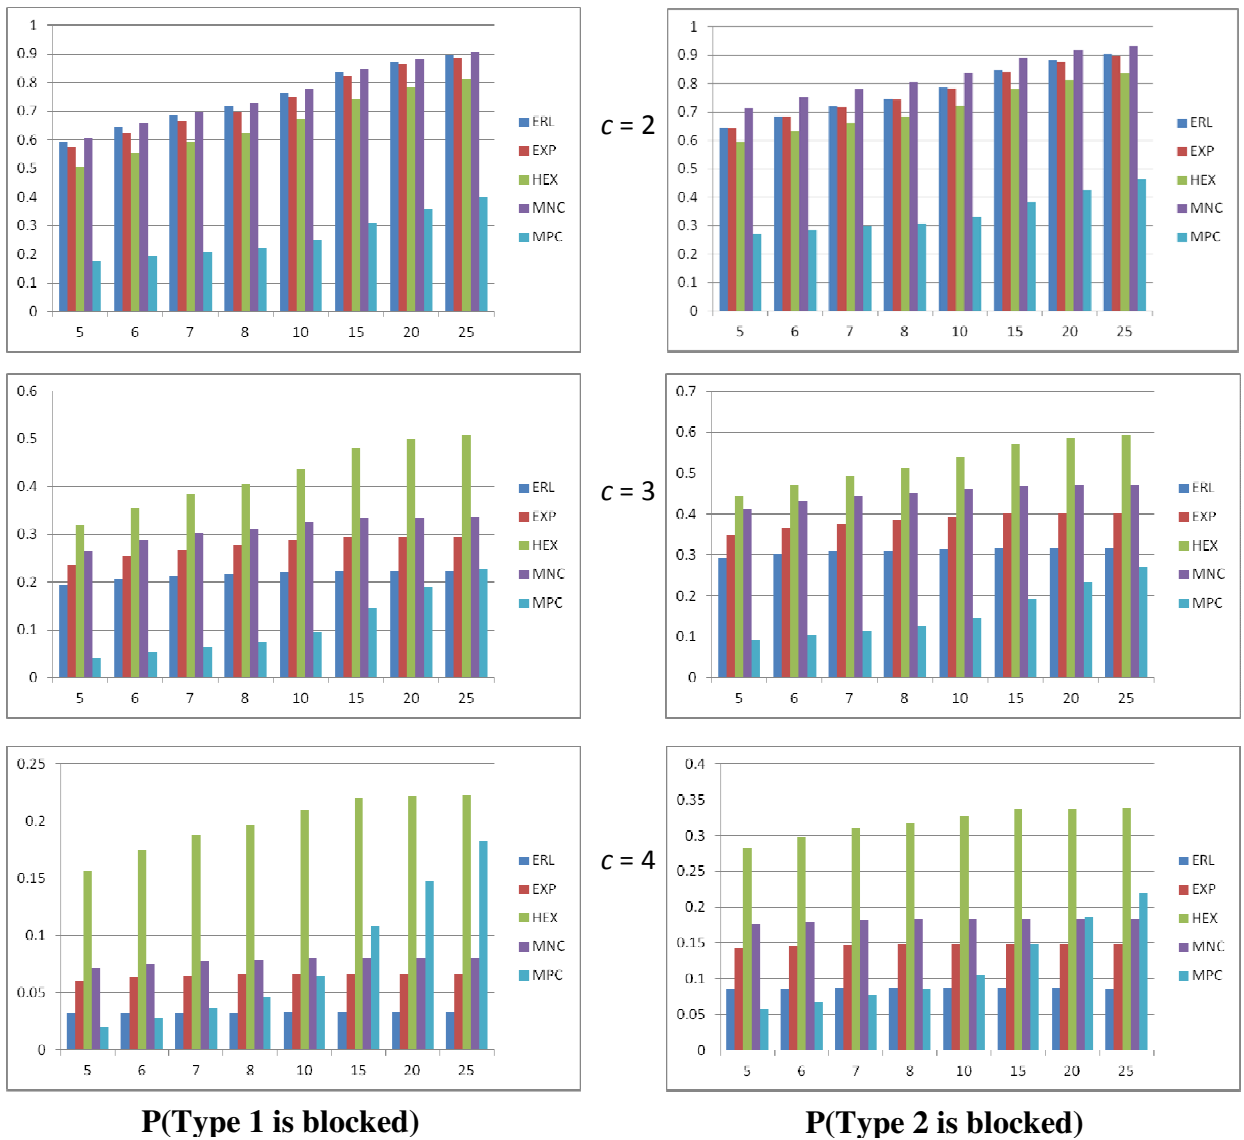 1
0.9
0.8
0.7
0.6
0.5
0.4
0.3
0.2
0.1
0
5 6 7 8 10 15 20 25
ERL
EXP
HEX
MNC
MPC
c = 2
1
0.9
0.8
0.7
0.6
0.5
0.4
0.3
0.2
0.1
0
5 6 7 8 10 15 20 25
ERL
EXP
HEX
MNC
MPC
0.6
0.5
0.4
0.3
0.2
0.1
0
5 6 7 8 10 15 20 25
ERL
EXP
HEX
MNC
MPC
c = 3
0.7
0.6
0.5
0.4
0.3
0.2
0.1
0
5 6 7 8 10 15 20 25
ERL
EXP
HEX
MNC
MPC
0.25
0.2
0.15
0.1
0.05
0
5 6 7 8 10 15 20 25
ERL
EXP
HEX
MNC
MPC
c = 4
0.4
0.35
0.3
0.25
0.2
0.15
0.1
0.05
0
5 6 7 8 10 15 20 25
ERL
EXP
HEX
MNC
MPC
P(Type 1 is blocked)
P(Type 2 is blocked)